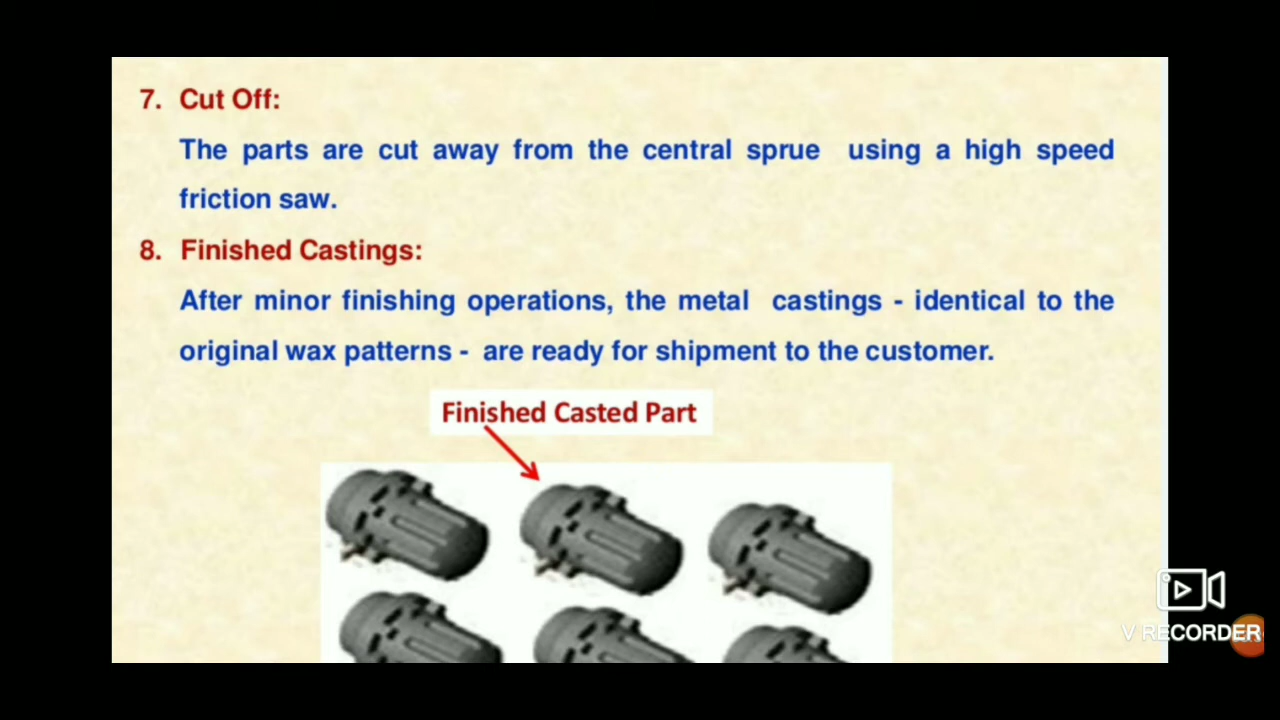 7. Cut Off:
The parts are cut away from the central sprue using a high speed
friction saw.
8. Finished Castings:
After minor finishing operations, the metal castings - identical to the
original wax patterns - are ready for shipment to the customer.
Finished Casted Part
V RECORDER